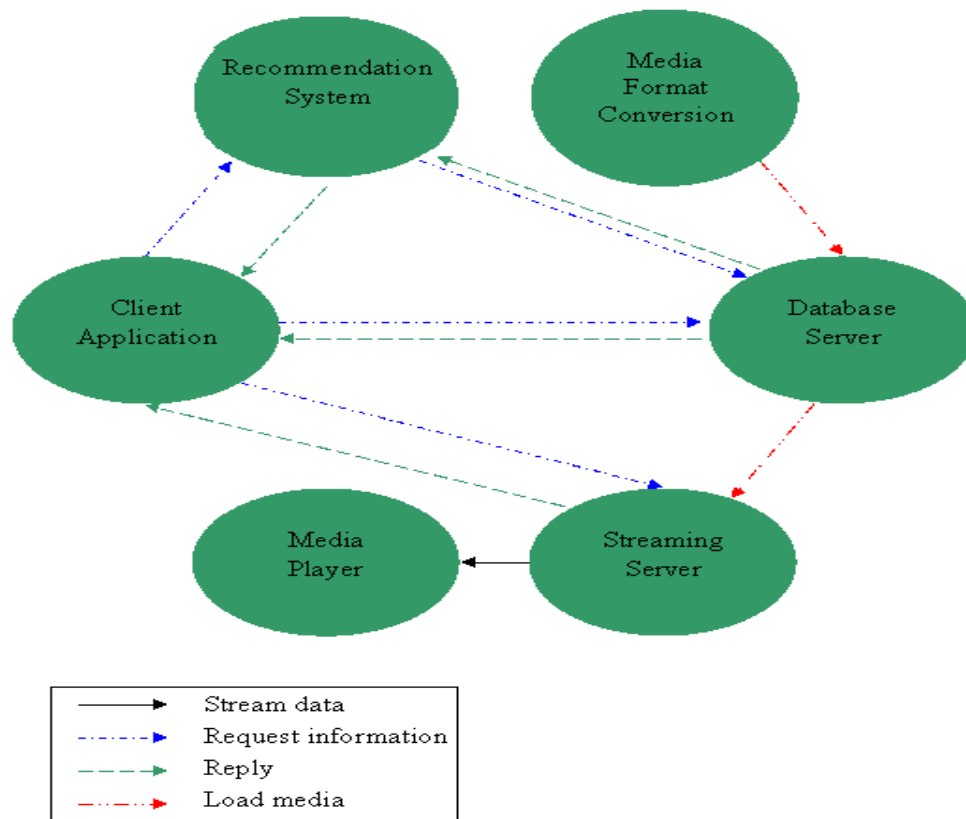 Recommendation
System
Media
Format
Conversion
Client
Application
Database
Server
Media
Player
Streaming
Server
Stream data
Request information
Reply
Load media